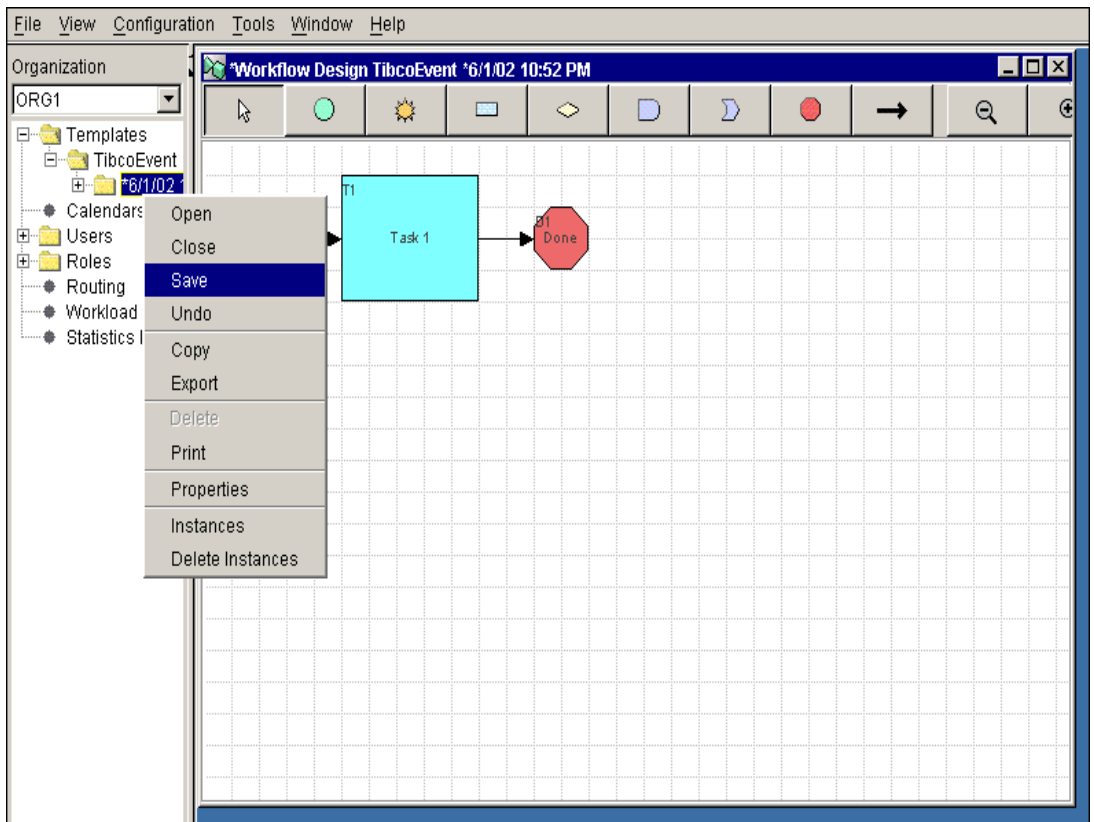 File View Configuration Tools Window Help
Organization
ORG1
Templates
TibcoEvent
*6/1/02
Calendars
Users
Roles
Routing
Workload
Statistics
Open
Close
Save
Undo
Copy
Export
Delete
Print
Properties
Instances
Delete Instances
*Workflow Design TibcoEvent *6/1/02 10:52 PM
T1
Task 1
Done